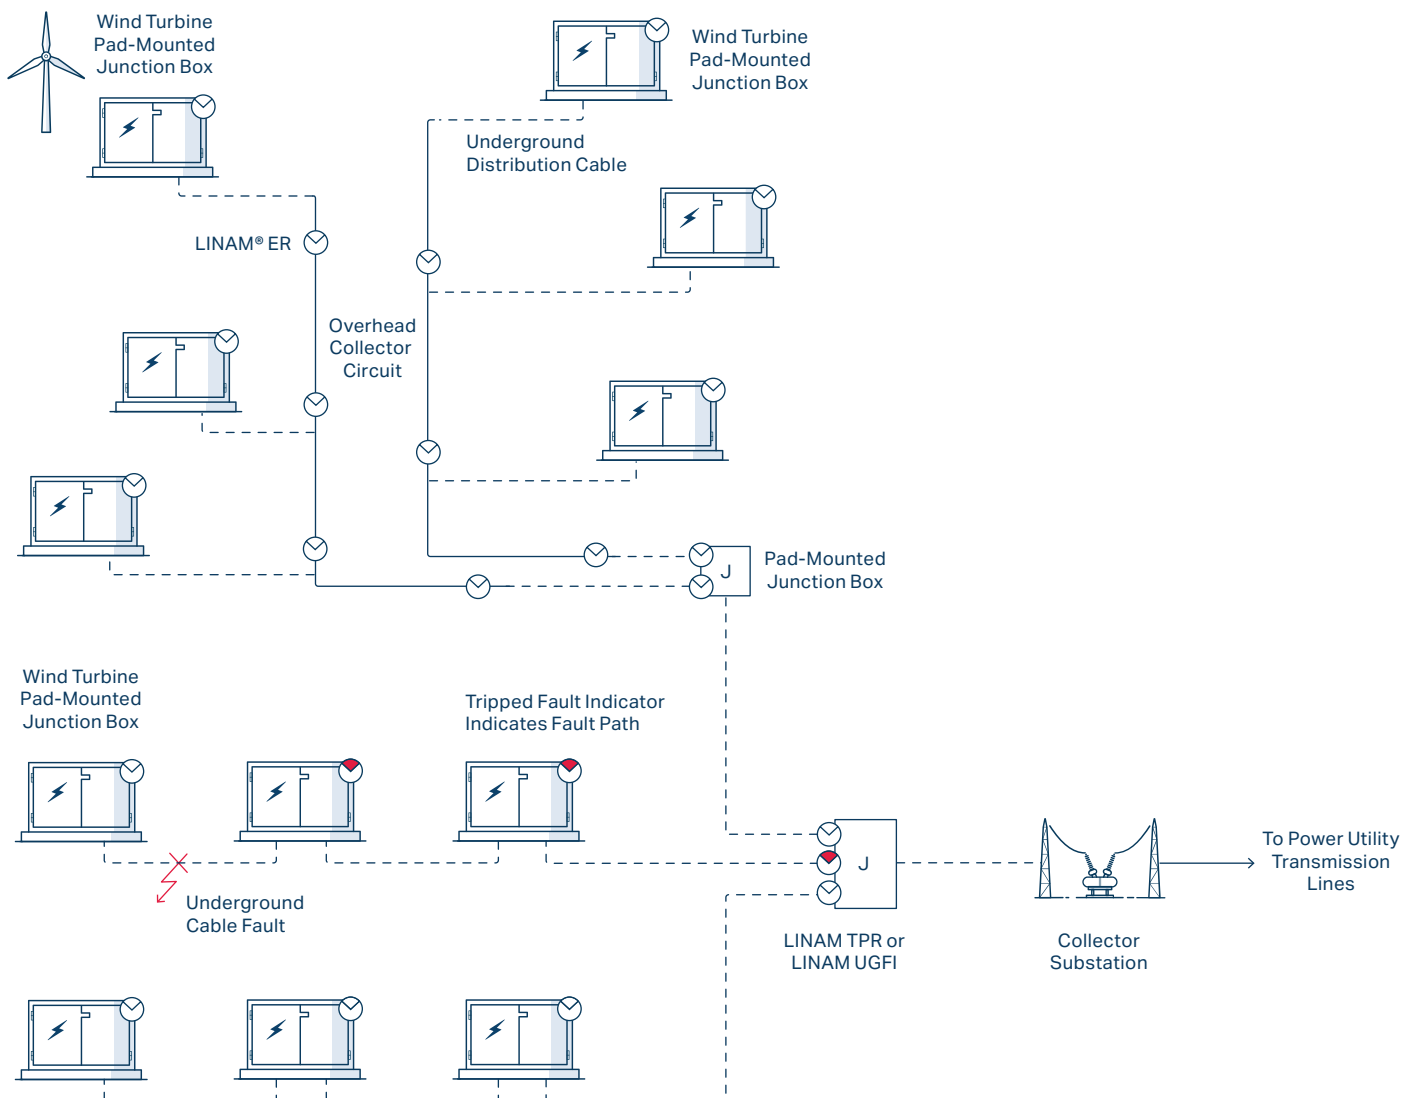 Wind Turbine
Pad-Mounted
Junction Box
Wind Turbine
Pad-Mounted
Junction Box
Underground
Distribution Cable
LINAM® ER
Overhead
Collector
Circuit
J
Pad-Mounted
Junction Box
Wind Turbine
Pad-Mounted
Junction Box
Tripped Fault Indicator
Indicates Fault Path
J
To Power Utility
Transmission
Lines
Underground
Cable Fault
LINAM TPR or
LINAM UGFI
Collector
Substation